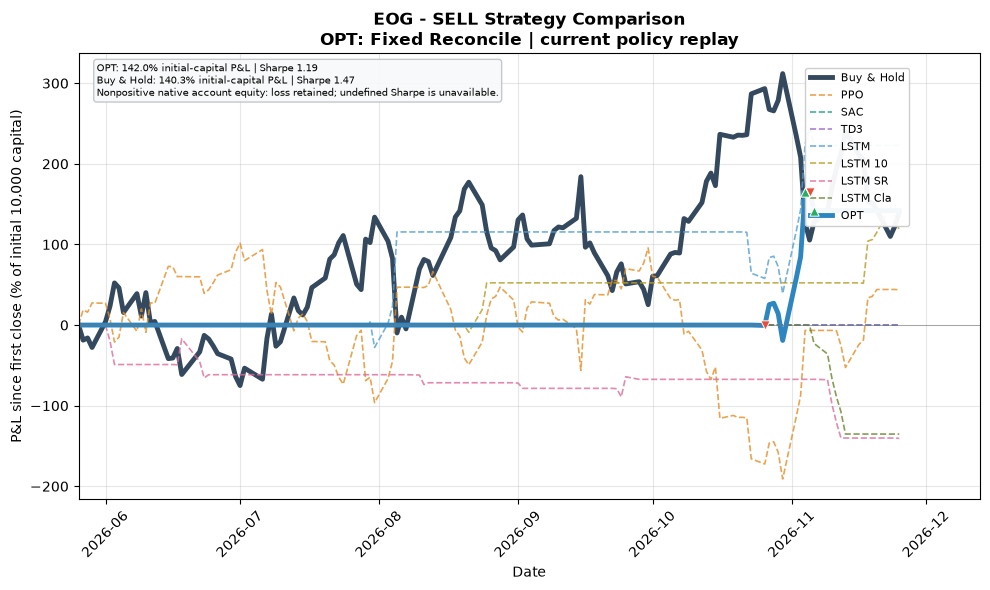 EOG - SELL Strategy Comparison
OPT: Fixed Reconcile | current policy replay
OPT: 142.0% initial-capital P&L | Sharpe 1.19
Buy & Hold: 140.3% initial-capital P&L | Sharpe 1.47
Nonpositive native account equity: loss retained; undefined Sharpe is unavailable.
Buy & Hold
PPO
SAC
TD3
LSTM
LSTM 10
LSTM SR
LSTM Cla
OPT
P&L since first close (% of initial 10,000 capital)
300
200
100
0
−100
−200
2026-06
2026-07
2026-08
2026-09
2026-10
2026-11
2026-12
Date